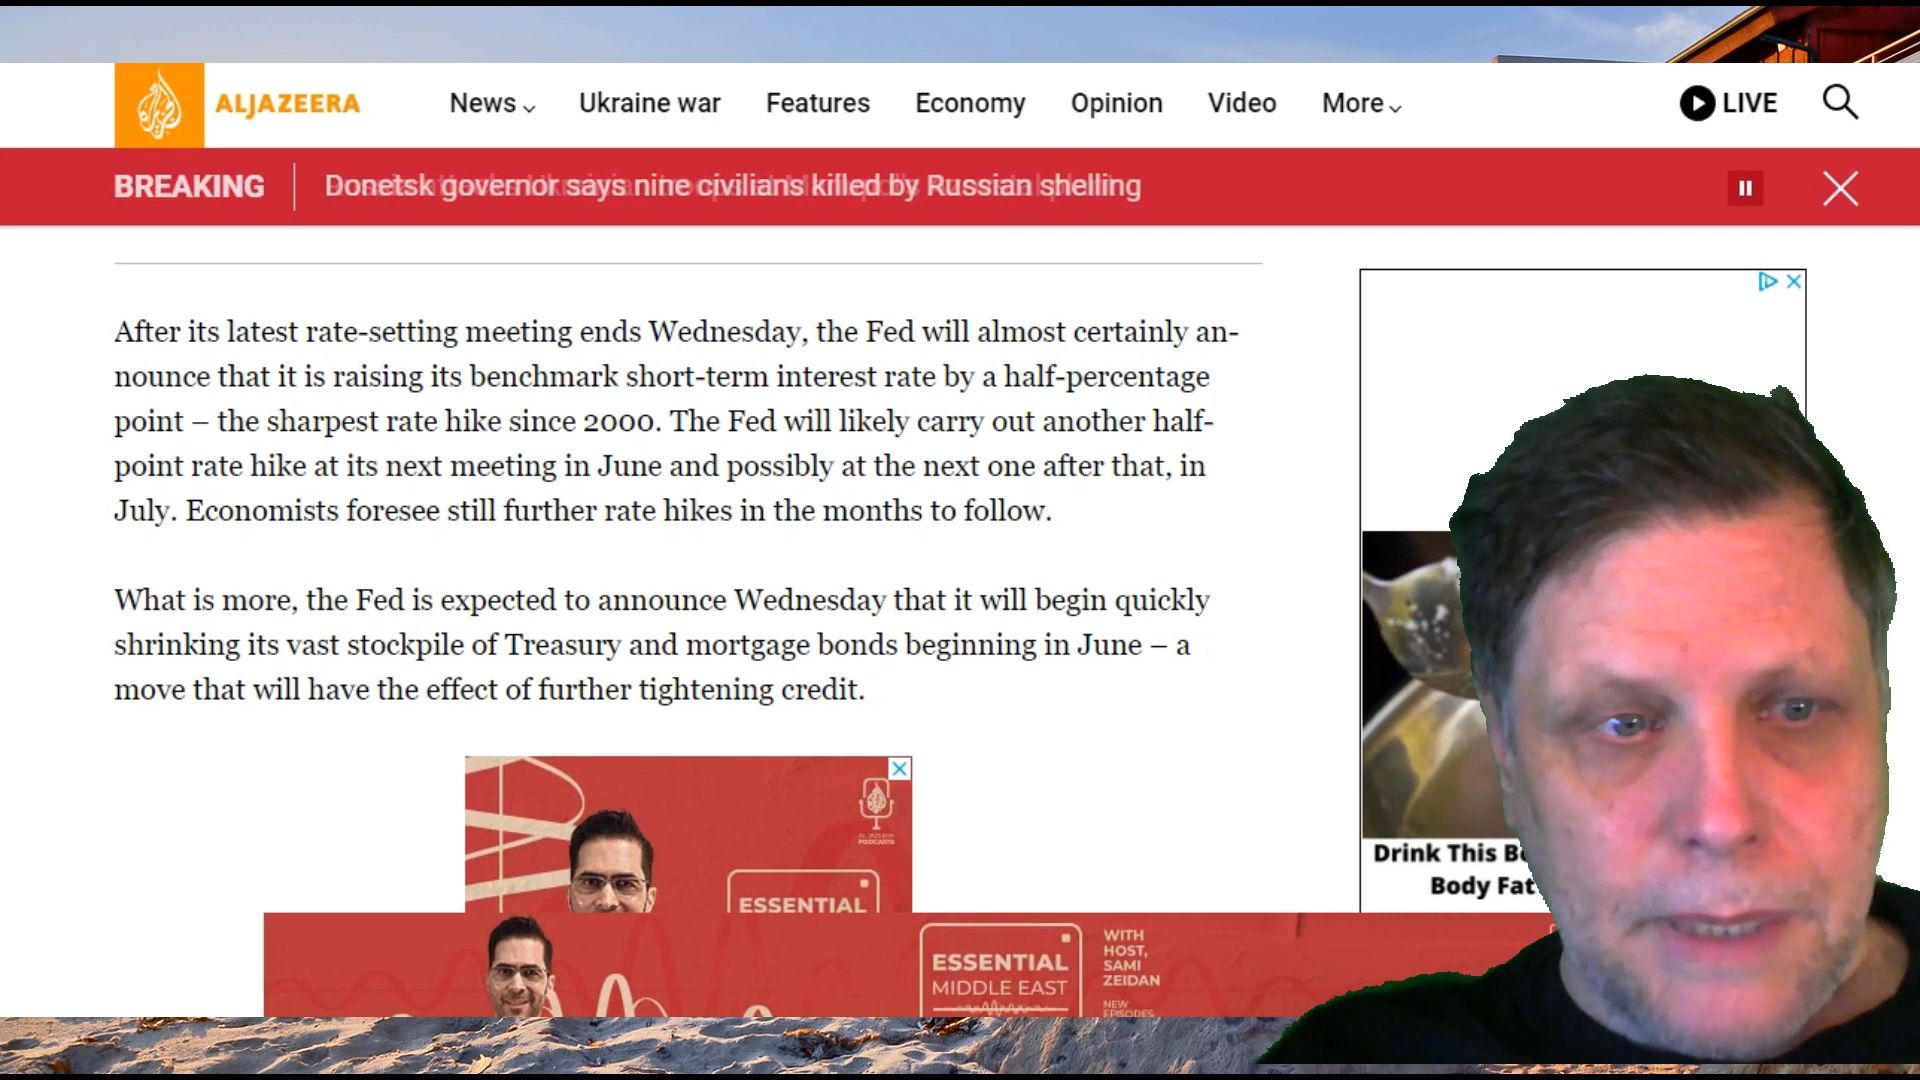 ALJAZEERA
News
Ukraine war
Features
Economy
Opinion
Video
More
LIVE
BREAKING
Donetsk governor says nine civilians killed by Russian shelling
After its latest rate-setting meeting ends Wednesday, the Fed will almost certainly an-
nounce that it is raising its benchmark short-term interest rate by a half-percentage
point – the sharpest rate hike since 2000. The Fed will likely carry out another half-
point rate hike at its next meeting in June and possibly at the next one after that, in
July. Economists foresee still further rate hikes in the months to follow.
What is more, the Fed is expected to announce Wednesday that it will begin quickly
shrinking its vast stockpile of Treasury and mortgage bonds beginning in June – a
move that will have the effect of further tightening credit.
AL JAZEERA
PODCASTS
ESSENTIAL
Drink This
Body Fat
ESSENTIAL
MIDDLE EAST
WITH
HOST,
SAMI
ZEIDAN
NEW
EPISODES